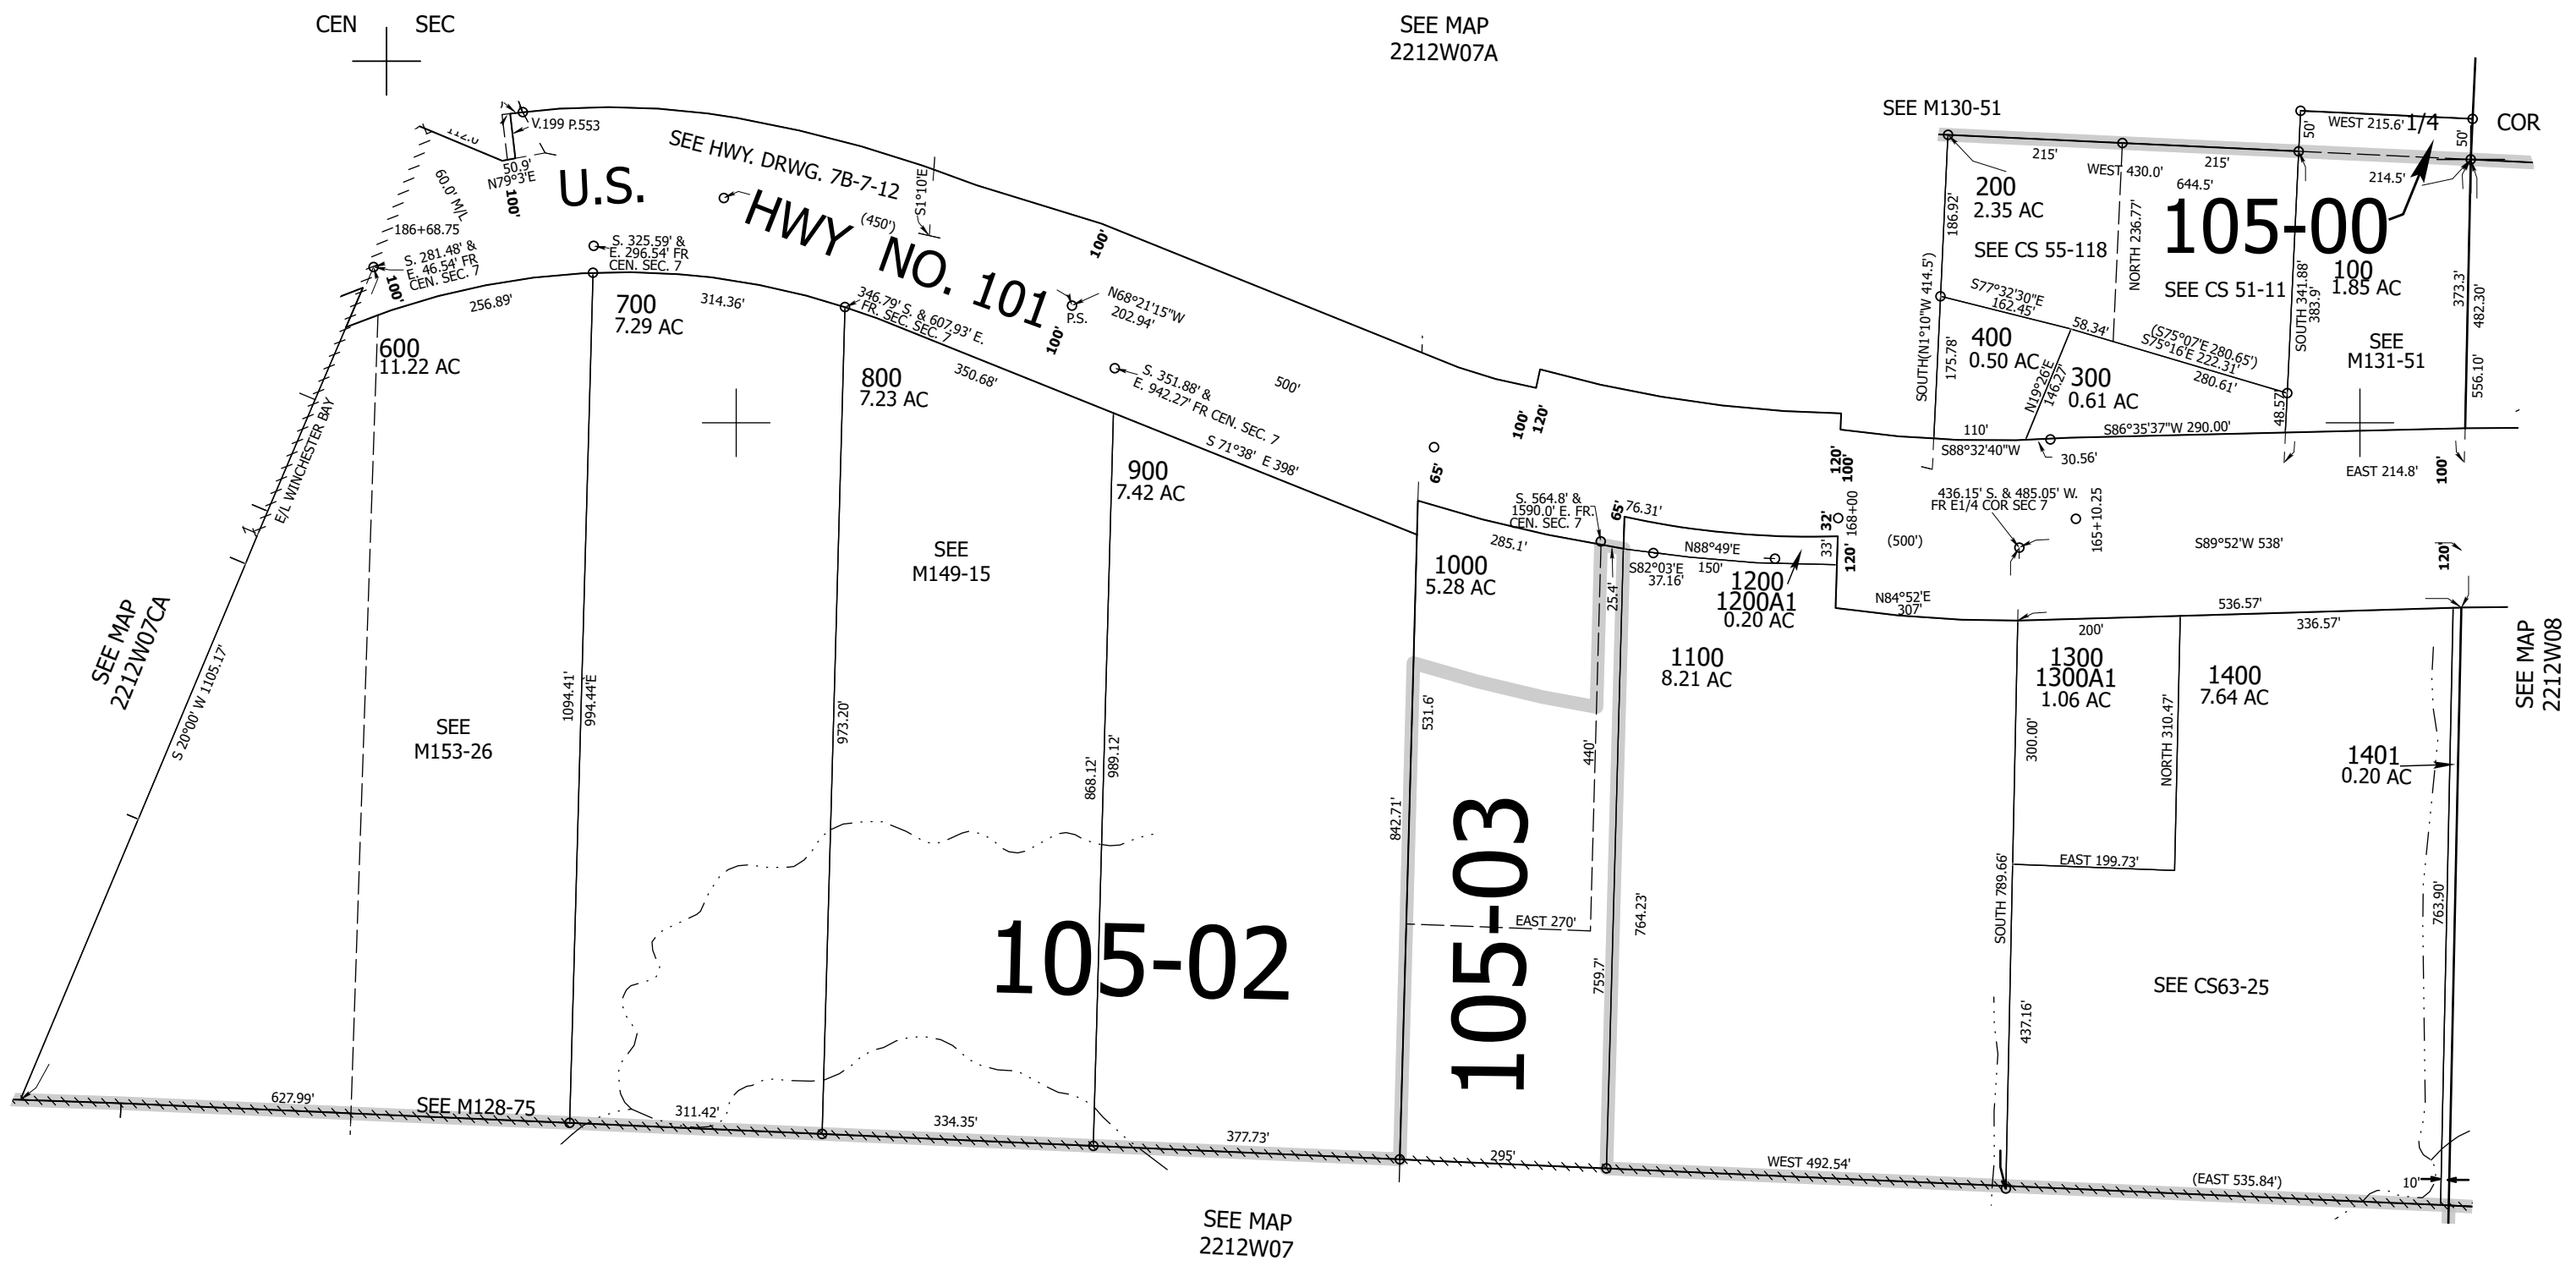 CEN SEC
SEE MAP
2212W07A
SEE M130-51
WEST 215.6'
1/4 COR
50'
50'
V.199 P.553
50.9'
N79°3'E
100'
60.0' M/L
U.S.
HWY NO. 101
SEE HWY. DRWG. 7B-7-12
(450')
S1°10'E
100'
186+68.75
S. 281.48' &
E. 46.54' FR
CEN. SEC. 7
100'
S. 325.59' &
E. 296.54' FR
CEN. SEC. 7
256.89'
314.36'
346.79' S. & 607.93' E.
FR. SEC. SEC. 7
P.S.
N68°21'15"W
202.94'
100'
350.68'
S. 351.88' &
E. 942.27' FR CEN. SEC. 7
500'
S 71°38' E 398'
100'
120'
65'
215'
WEST 430.0'
215'
644.5'
214.5'
200
2.35 AC
SEE CS 55-118
105-00
SEE CS 51-11
100
1.85 AC
SEE
M131-51
186.92'
NORTH 236.77'
SOUTH 341.88'
383.9'
373.3'
482.30'
556.10'
SOUTH(N1°10"W 414.5')
175.78'
S77°32'30"E
162.45'
58.34'
(S75°07'E 280.65')
S75°16'E 222.31'
280.61'
400
0.50 AC
300
0.61 AC
N19°26'E
146.27'
48.57'
110'
S88°32'40"W
S86°35'37"W 290.00'
30.56'
EAST 214.8'
100'
120'
100'
600
11.22 AC
700
7.29 AC
800
7.23 AC
900
7.42 AC
E/L WINCHESTER BAY
SEE MAP
2212W07CA
S 20°00' W 1105.17'
SEE
M153-26
SEE
M149-15
1094.41'
994.44'E
973.20'
868.12'
989.12'
S. 564.8' &
1590.0' E. FR.
CEN. SEC. 7
285.1'
65'
76.31'
N88°49'E
S82°03'E
37.16'
150'
25.4'
32'
33'
168+00
120'
1000
5.28 AC
1200
1200A1
0.20 AC
1100
8.21 AC
436.15' S. & 485.05' W.
FR E1/4 COR SEC 7
165+10.25
(500')
S89°52'W 538'
120'
N84°52'E
307'
536.57'
200'
336.57'
1300
1300A1
1.06 AC
1400
7.64 AC
1401
0.20 AC
SEE MAP
2212W08
531.6'
842.71'
440'
EAST 270'
759.7'
764.23'
300.00'
NORTH 310.47'
EAST 199.73'
SOUTH 789.66'
437.16'
763.90'
105-02
105-03
SEE CS63-25
627.99'
SEE M128-75
311.42'
334.35'
377.73'
295'
WEST 492.54'
(EAST 535.84')
10'
SEE MAP
2212W07